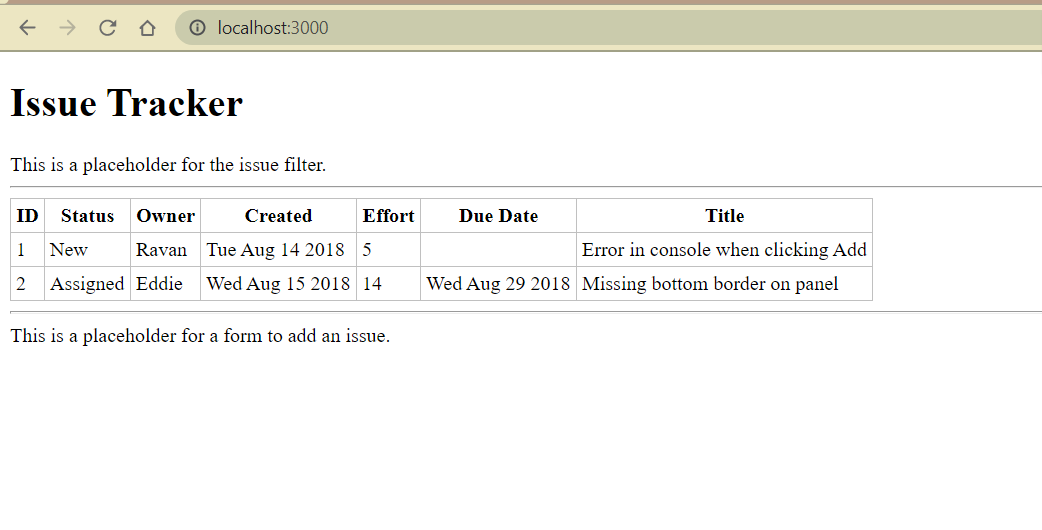 localhost:3000
Issue Tracker
This is a placeholder for the issue filter.
ID Status Owner Created Effort Due Date Title
1 New Ravan Tue Aug 14 2018 5 Error in console when clicking Add
2 Assigned Eddie Wed Aug 15 2018 14 Wed Aug 29 2018 Missing bottom border on panel
This is a placeholder for a form to add an issue.